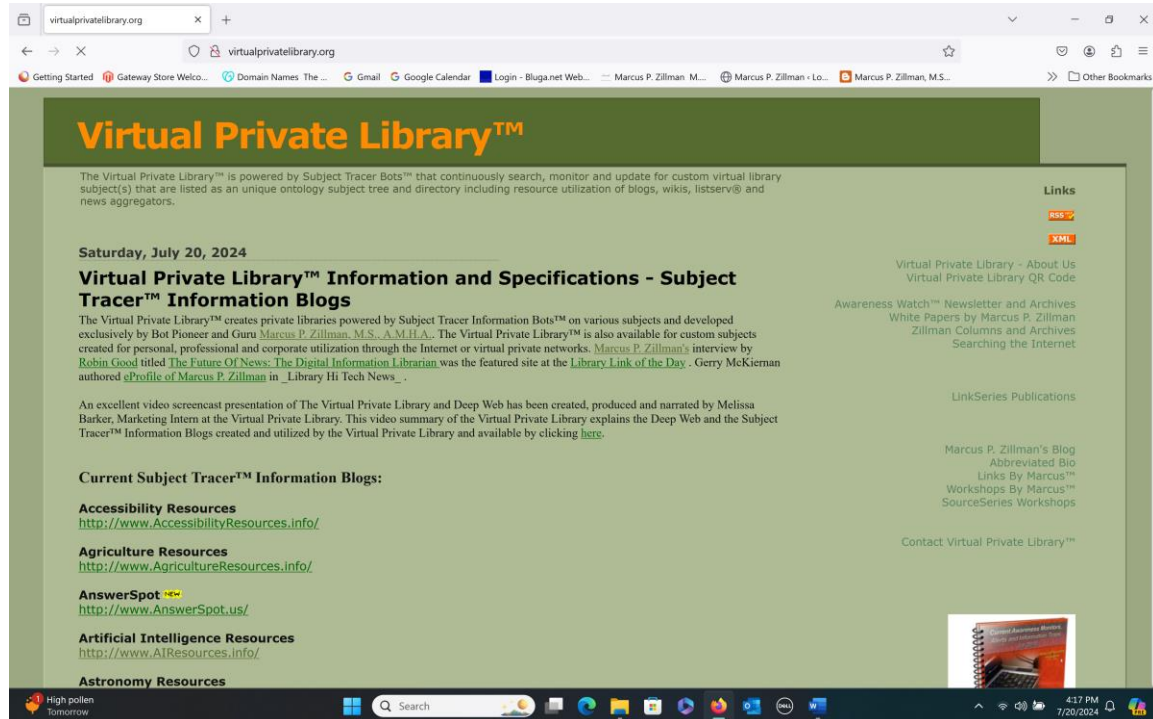 virtualprivatelibrary.org
virtualprivatelibrary.org
Getting Started Gateway Store Welco... Domain Names The ... Gmail Google Calendar Login - Bluga.net Web... Marcus P. Zillman M.... Marcus P. Zillman ‹ Lo... Marcus P. Zillman, M.S... Other Bookmarks
Virtual Private Library™
The Virtual Private Library™ is powered by Subject Tracer Bots™ that continuously search, monitor and update for custom virtual library
subject(s) that are listed as an unique ontology subject tree and directory including resource utilization of blogs, wikis, listserv® and
news aggregators.
Saturday, July 20, 2024
Virtual Private Library™ Information and Specifications - Subject
Tracer™ Information Blogs
The Virtual Private Library™ creates private libraries powered by Subject Tracer Information Bots™ on various subjects and developed
exclusively by Bot Pioneer and Guru Marcus P. Zillman, M.S., A.M.H.A.. The Virtual Private Library™ is also available for custom subjects
created for personal, professional and corporate utilization through the Internet or virtual private networks. Marcus P. Zillman's interview by
Robin Good titled The Future Of News: The Digital Information Librarian was the featured site at the Library Link of the Day . Gerry McKiernan
authored eProfile of Marcus P. Zillman in _Library Hi Tech News_ .
An excellent video screencast presentation of The Virtual Private Library and Deep Web has been created, produced and narrated by Melissa
Barker, Marketing Intern at the Virtual Private Library. This video summary of the Virtual Private Library explains the Deep Web and the Subject
Tracer™ Information Blogs created and utilized by the Virtual Private Library and available by clicking here.
Current Subject Tracer™ Information Blogs:
Accessibility Resources
http://www.AccessibilityResources.info/
Agriculture Resources
http://www.AgricultureResources.info/
AnswerSpot NEW
http://www.AnswerSpot.us/
Artificial Intelligence Resources
http://www.AIResources.info/
Astronomy Resources
Links
RSS
XML
Virtual Private Library - About Us
Virtual Private Library QR Code
Awareness Watch™ Newsletter and Archives
White Papers by Marcus P. Zillman
Zillman Columns and Archives
Searching the Internet
LinkSeries Publications
Marcus P. Zillman's Blog
Abbreviated Bio
Links By Marcus™
Workshops By Marcus™
SourceSeries Workshops
Contact Virtual Private Library™
Current Awareness Monitors,
1
High pollen
Tomorrow
Search
DELL
4:17 PM
7/20/2024